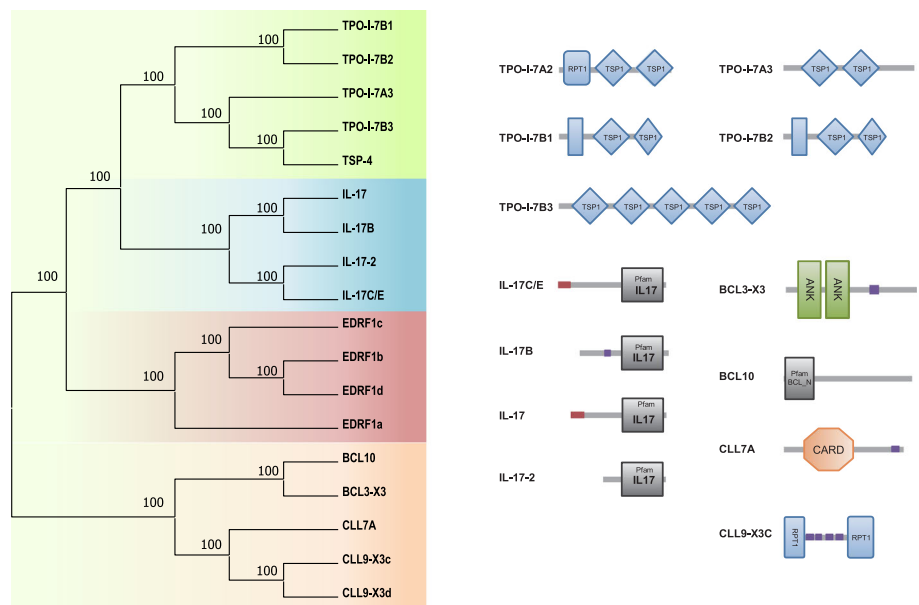 TPO-I-7B1
100
TPO-I-7B2
100
TPO-I-7A3
100
100
TPO-I-7B3
100
TSP-4
100
IL-17
100
IL-17B
100
100
IL-17-2
100
IL-17C/E
100
EDRF1c
100
EDRF1b
100
100
EDRF1d
EDRF1a
BCL10
100
BCL3-X3
100
CLL7A
100
CLL9-X3c
100
CLL9-X3d
TPO-I-7A2
RPT1 TSP1 TSP1
TPO-I-7A3
TSP1 TSP1
TPO-I-7B1
TSP1 TSP1
TPO-I-7B2
TSP1 TSP1
TPO-I-7B3
TSP1 TSP1 TSP1 TSP1 TSP1
IL-17C/E
Pfam
IL17
IL-17B
Pfam
IL17
IL-17
Pfam
IL17
IL-17-2
Pfam
IL17
BCL3-X3
ANK ANK
BCL10
Pfam
BCL_N
CLL7A
CARD
CLL9-X3C
RPT1 RPT1